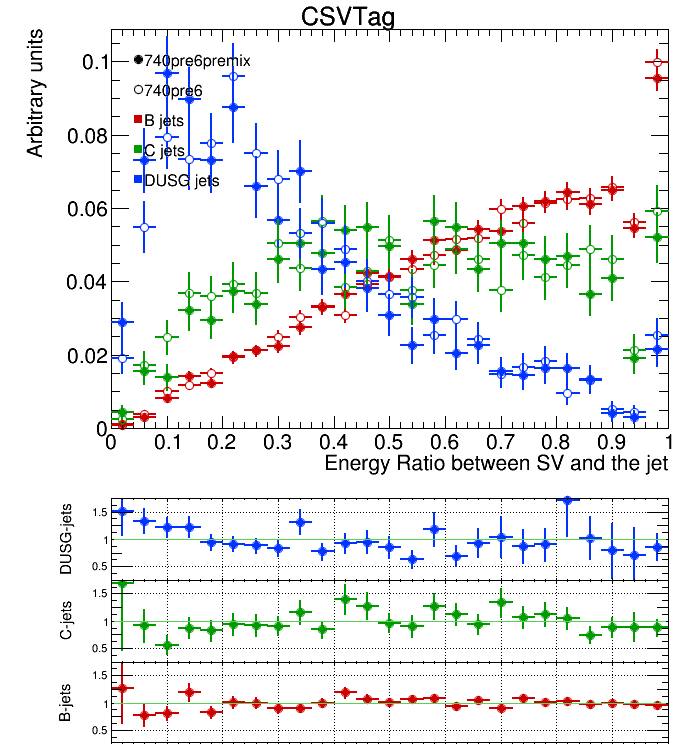 CSVTag
Arbitrary units
0.1
0.08
0.06
0.04
0.02
0
740pre6premix
740pre6
B jets
C jets
DUSG jets
0 0.1 0.2 0.3 0.4 0.5 0.6 0.7 0.8 0.9 1
Energy Ratio between SV and the jet
DUSG-jets
1.5
1
0.5
C-jets
1.5
1
0.5
B-jets
1.5
1
0.5